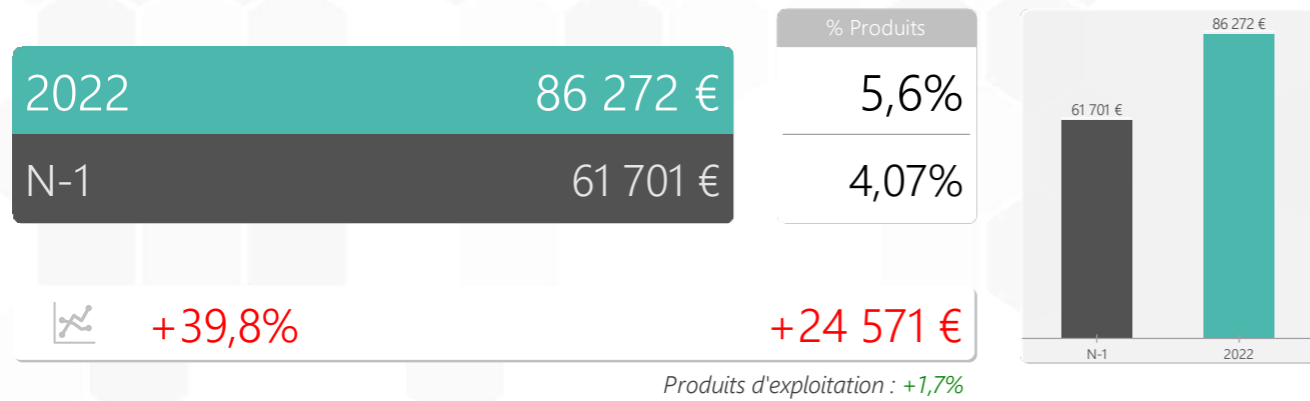 % Produits
2022 86 272 € 5,6%
N-1 61 701 € 4,07%
+39,8% +24 571 €
Produits d'exploitation : +1,7%
86 272 €
61 701 €
N-1 2022